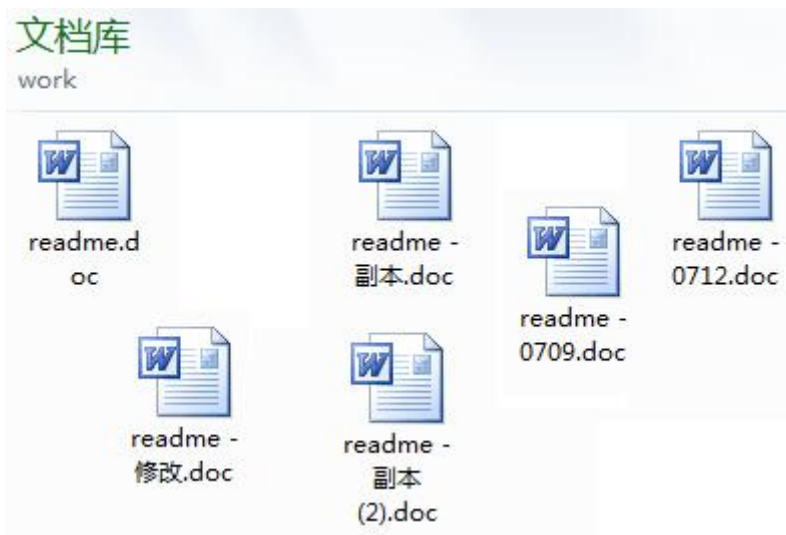 文档库
work
readme.d
oc
readme -
副本.doc
readme -
0709.doc
readme -
0712.doc
readme -
修改.doc
readme -
副本
(2).doc